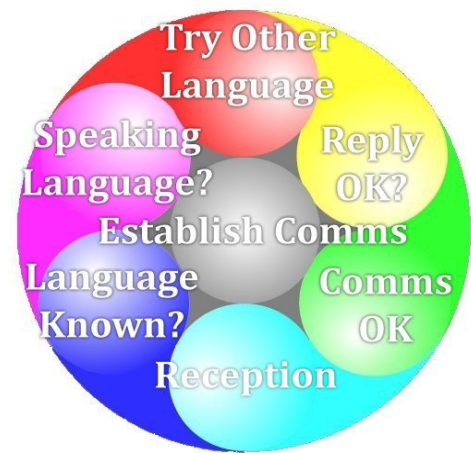 Try Other
Language
Speaking
Language?
Reply
OK?
Establish Comms
Language
Known?
Comms
OK
Reception